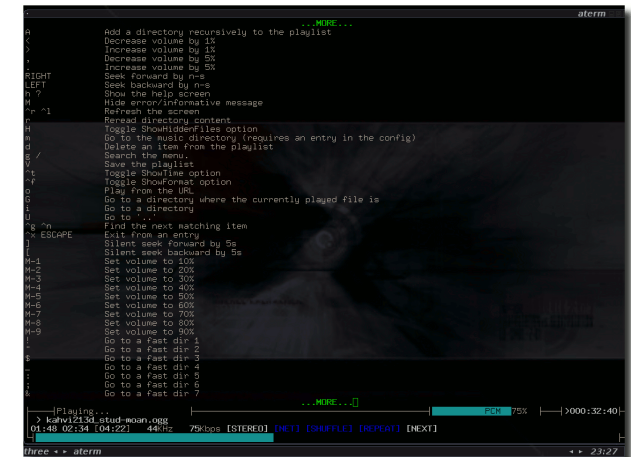 aterm
...MORE...
A Add a directory recursively to the playlist
< Decrease volume by 1%
> Increase volume by 1%
, Decrease volume by 5%
. Increase volume by 5%
RIGHT Seek forward by n-s
LEFT Seek backward by n-s
h ? Show the help screen
M Hide error/informative message
^r ^l Refresh the screen
r Reread directory content
H Toggle ShowHiddenFiles option
m Go to the music directory (requires an entry in the config)
d Delete an item from the playlist
g / Search the menu.
V Save the playlist
^t Toggle ShowTime option
^f Toggle ShowFormat option
o Play from the URL
G Go to a directory where the currently played file is
i Go to a directory
U Go to '..'
^g ^n Find the next matching item
^x ESCAPE Exit from an entry
] Silent seek forward by 5s
[ Silent seek backward by 5s
M-1 Set volume to 10%
M-2 Set volume to 20%
M-3 Set volume to 30%
M-4 Set volume to 40%
M-5 Set volume to 50%
M-6 Set volume to 60%
M-7 Set volume to 70%
M-8 Set volume to 80%
M-9 Set volume to 90%
! Go to a fast dir 1
Go to a fast dir 2
$ Go to a fast dir 3
_ Go to a fast dir 4
: Go to a fast dir 5
; Go to a fast dir 6
& Go to a fast dir 7
...MORE...
Playing... PCM 75% >000:32:40
> kahvi213d_stud-moan.ogg
01:48 02:34 [04:22] 44KHz 75Kbps [STEREO] [NET] [SHUFFLE] [REPEAT] [NEXT]
three aterm 23:27